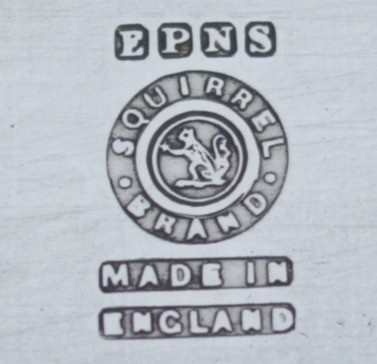 EPNS
SQUIRREL
BRAND
MADE IN
ENGLAND